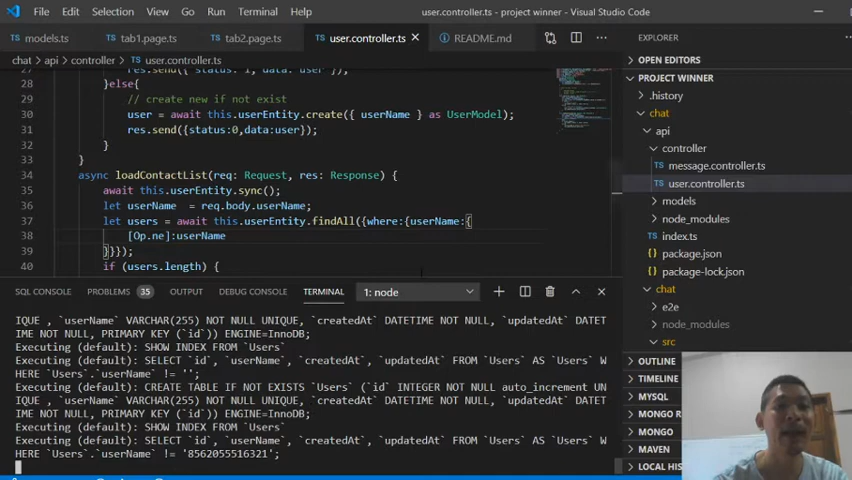 File Edit Selection View Go Run Terminal Help user.controller.ts - project winner - Visual Studio Code
models.ts tab1.page.ts tab2.page.ts user.controller.ts README.md
chat > api > controller > user.controller.ts
27 res.send({ status: 1, data: user });
28 }else{
29 // create new if not exist
30 user = await this.userEntity.create({ userName } as UserModel);
31 res.send({status:0,data:user});
32 }
33 }
34 async loadContactList(req: Request, res: Response) {
35 await this.userEntity.sync();
36 let userName = req.body.userName;
37 let users = await this.userEntity.findAll({where:{userName:{
38 [Op.ne]:userName
39 }}});
40 if (users.length) {
SQL CONSOLE PROBLEMS 35 OUTPUT DEBUG CONSOLE TERMINAL 1: node
IQUE , `userName` VARCHAR(255) NOT NULL UNIQUE, `createdAt` DATETIME NOT NULL, `updatedAt` DATET
IME NOT NULL, PRIMARY KEY (`id`)) ENGINE=InnoDB;
Executing (default): SHOW INDEX FROM `Users`
Executing (default): SELECT `id`, `userName`, `createdAt`, `updatedAt` FROM `Users` AS `Users` W
HERE `Users`.`userName` != '';
Executing (default): CREATE TABLE IF NOT EXISTS `Users` (`id` INTEGER NOT NULL auto_increment UN
IQUE , `userName` VARCHAR(255) NOT NULL UNIQUE, `createdAt` DATETIME NOT NULL, `updatedAt` DATET
IME NOT NULL, PRIMARY KEY (`id`)) ENGINE=InnoDB;
Executing (default): SHOW INDEX FROM `Users`
Executing (default): SELECT `id`, `userName`, `createdAt`, `updatedAt` FROM `Users` AS `Users` W
HERE `Users`.`userName` != '8562055516321';
EXPLORER
OPEN EDITORS
PROJECT WINNER
.history
chat
api
controller
message.controller.ts
user.controller.ts
models
node_modules
index.ts
package.json
package-lock.json
chat
e2e
node_modules
src
OUTLINE
TIMELINE
MYSQL
MONGO R
MONGO
MAVEN
LOCAL HIS